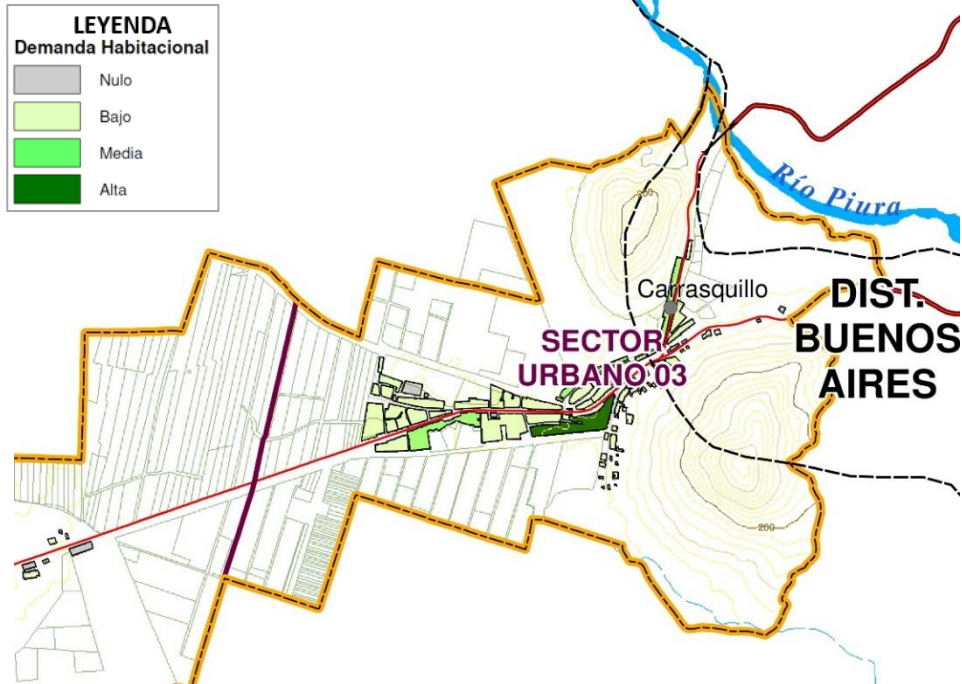 LEYENDA
Demanda Habitacional
Nulo
Bajo
Media
Alta
Río Piura
Carrasquillo
DIST.
BUENOS
AIRES
SECTOR
URBANO 03
200
200